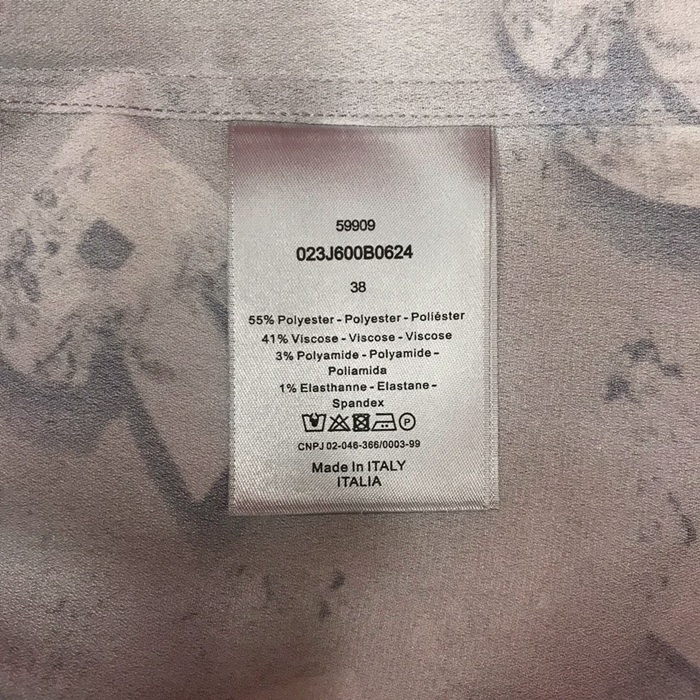 59909
023J600B0624
38
55% Polyester - Polyester - Poliéster
41% Viscose - Viscose - Viscose
3% Polyamide - Polyamide -
Poliamida
1% Elasthanne - Elastane -
Spandex
P
CNPJ 02-046-366/0003-99
Made In ITALY
ITALIA